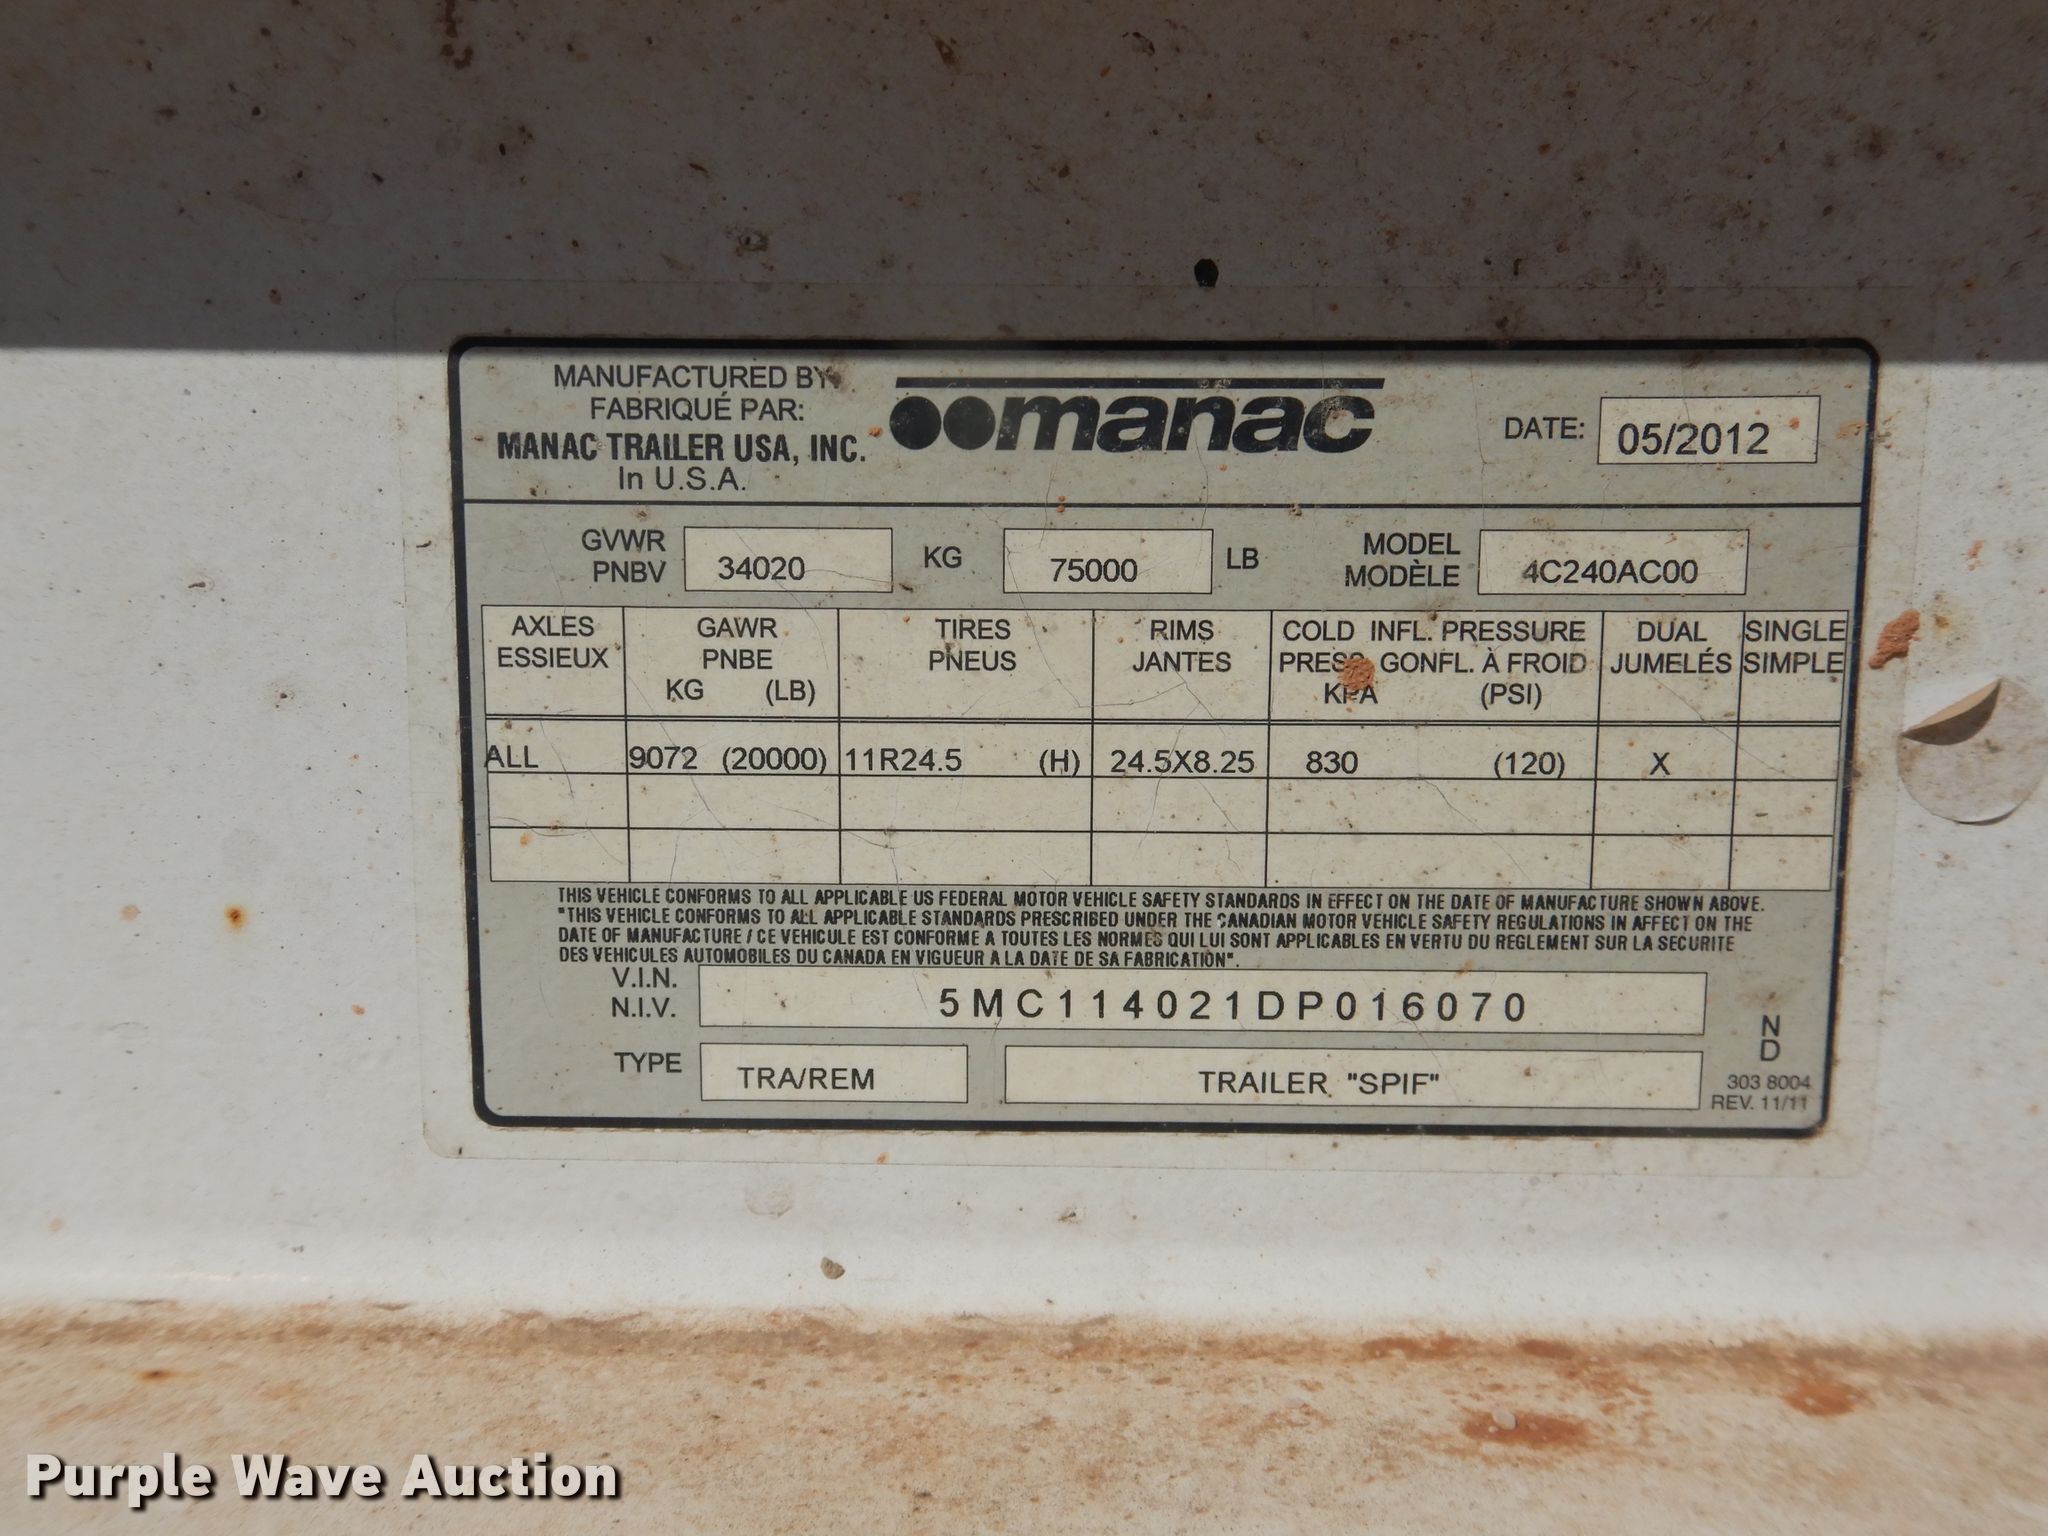 MANUFACTURED BY:
FABRIQUÉ PAR:
MANAC TRAILER USA, INC.
In U.S.A.
manac
DATE: 05/2012
GVWR
PNBV
34020 KG 75000 LB
MODEL
MODÈLE
4C240AC00
AXLES
ESSIEUX
GAWR
PNBE
KG (LB)
TIRES
PNEUS
RIMS
JANTES
COLD INFL. PRESSURE
PRESS. GONFL. À FROID
KPA (PSI)
DUAL
JUMELÉS
SINGLE
SIMPLE
ALL 9072 (20000) 11R24.5 (H) 24.5X8.25 830 (120) X
THIS VEHICLE CONFORMS TO ALL APPLICABLE US FEDERAL MOTOR VEHICLE SAFETY STANDARDS IN EFFECT ON THE DATE OF MANUFACTURE SHOWN ABOVE.
"THIS VEHICLE CONFORMS TO ALL APPLICABLE STANDARDS PRESCRIBED UNDER THE CANADIAN MOTOR VEHICLE SAFETY REGULATIONS IN AFFECT ON THE
DATE OF MANUFACTURE / CE VEHICULE EST CONFORME A TOUTES LES NORMES QUI LUI SONT APPLICABLES EN VERTU DU REGLEMENT SUR LA SECURITE
DES VEHICULES AUTOMOBILES DU CANADA EN VIGUEUR A LA DATE DE SA FABRICATION".
V.I.N.
N.I.V.
5MC114021DP016070
TYPE TRA/REM TRAILER "SPIF"
N
D
303 8004
REV. 11/11
Purple Wave Auction